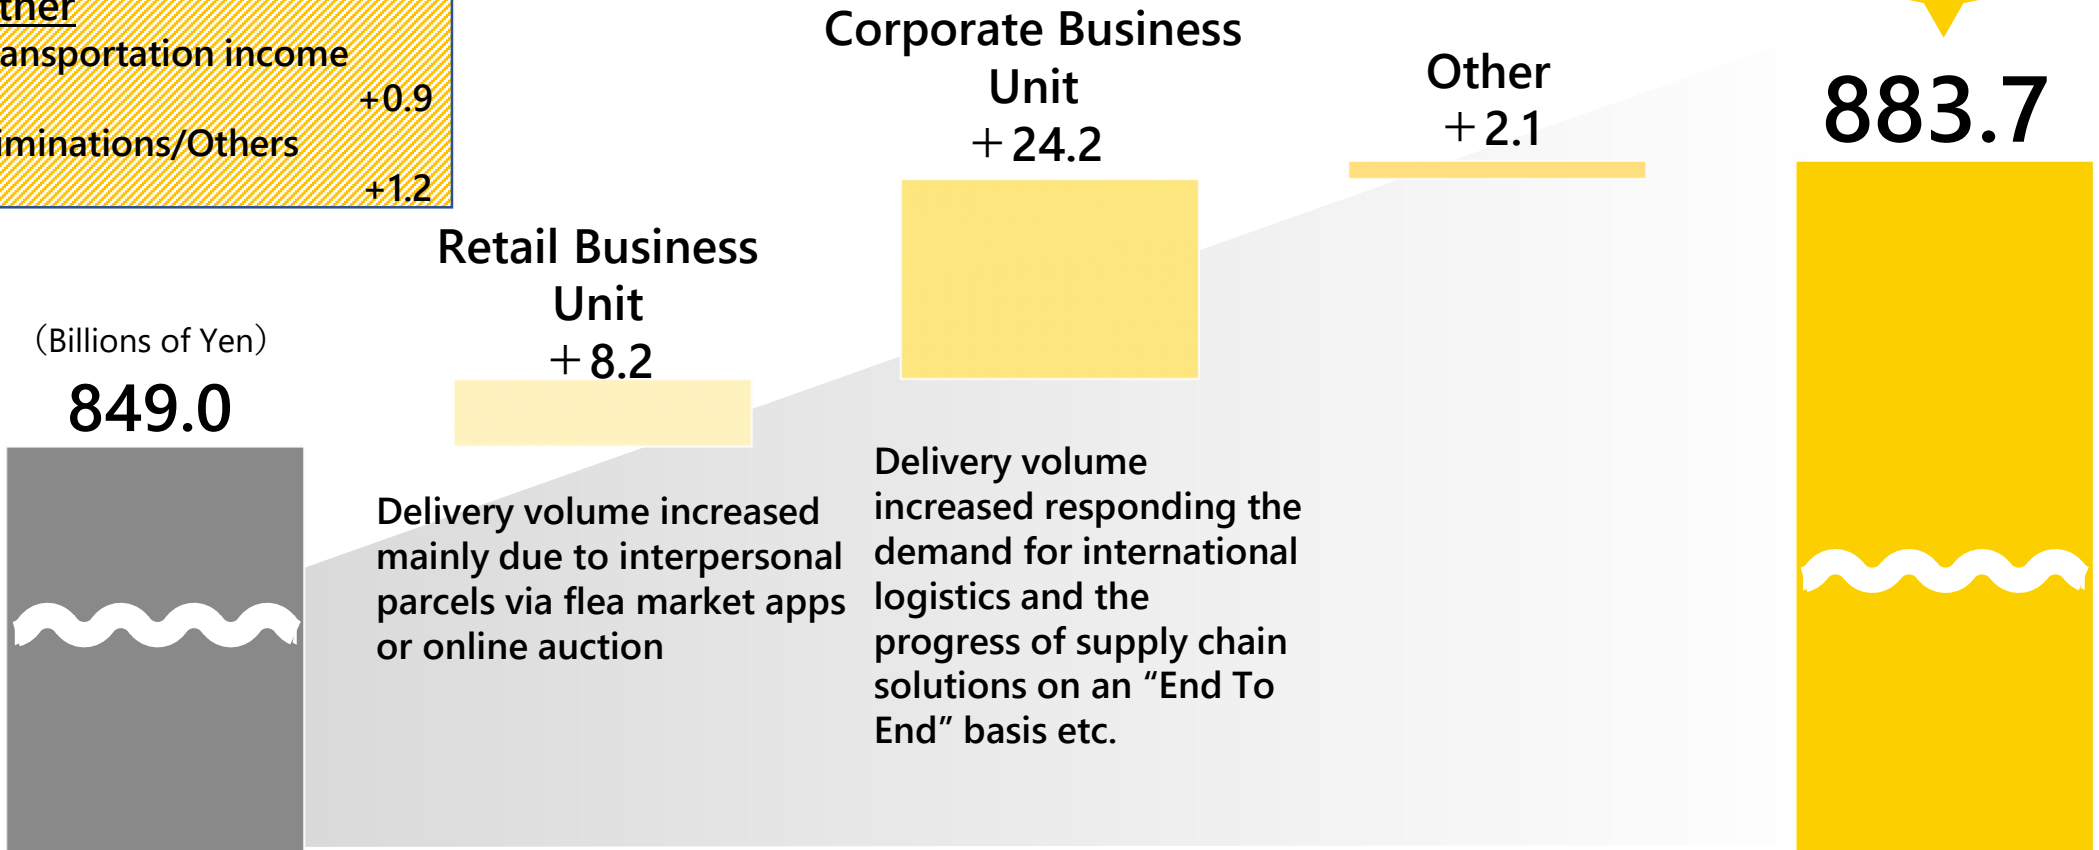 ther
ansportation income
+0.9
iminations/Others
+1.2
（Billions of Yen）
849.0
Retail Business
Unit
＋8.2
Delivery volume increased
mainly due to interpersonal
parcels via flea market apps
or online auction
Corporate Business
Unit
＋24.2
Delivery volume
increased responding the
demand for international
logistics and the
progress of supply chain
solutions on an “End To
End” basis etc.
Other
＋2.1
883.7